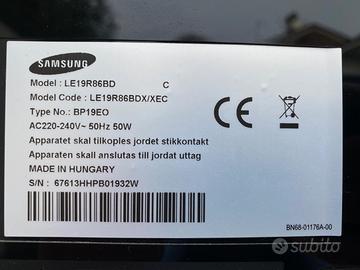 SAMSUNG
Model : LE19R86BD C
Model Code : LE19R86BDX/XEC
Type No. : BP19EO
AC220-240V~ 50Hz 50W
Apparatet skal tilkoples jordet stikkontakt
Apparaten skall anslutas till jordat uttag
MADE IN HUNGARY
S/N : 67613HHPB01932W
CE
BN68-01176A-00
subito